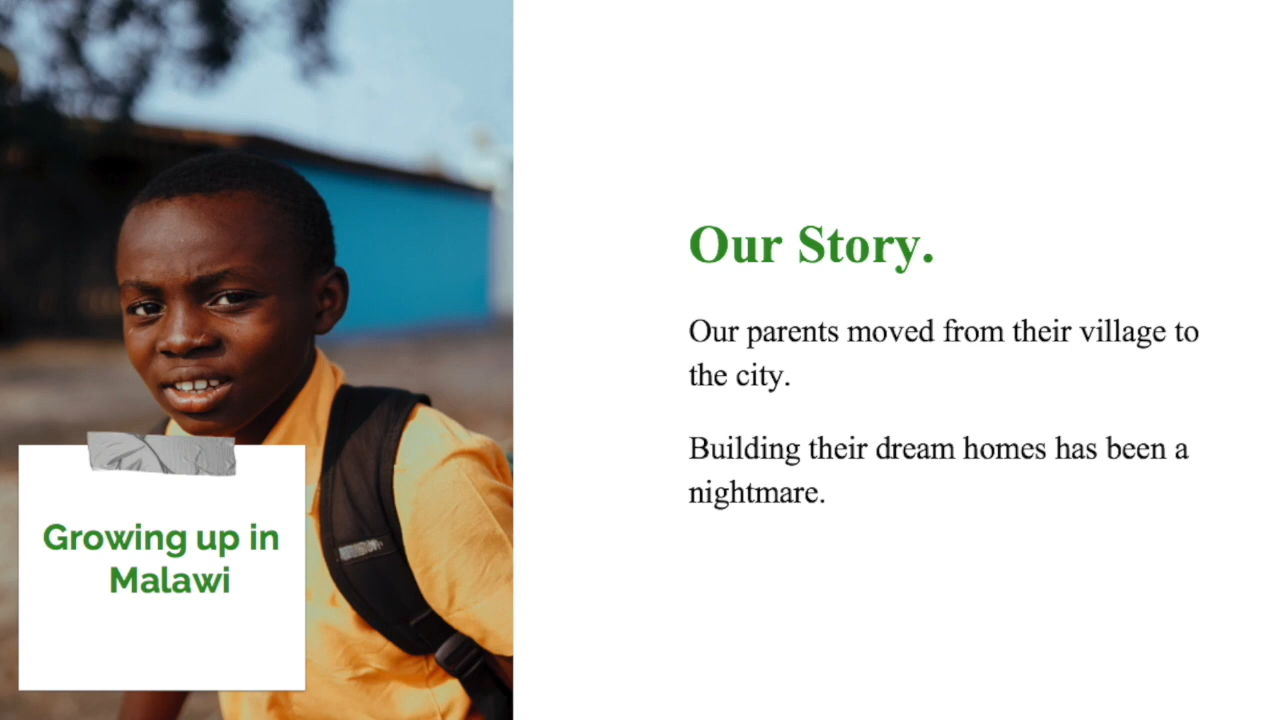 Our Story.
Our parents moved from their village to
the city.
Building their dream homes has been a
nightmare.
Growing up in
Malawi